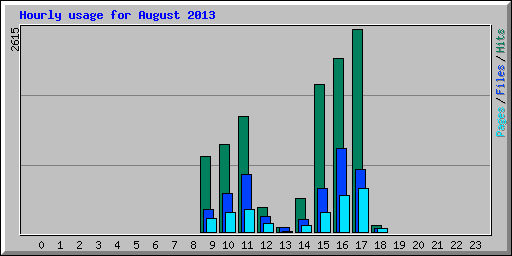 Hourly usage for August 2013
2615
Pages/Files/Hits
0 1 2 3 4 5 6 7 8 9 10 11 12 13 14 15 16 17 18 19 20 21 22 23